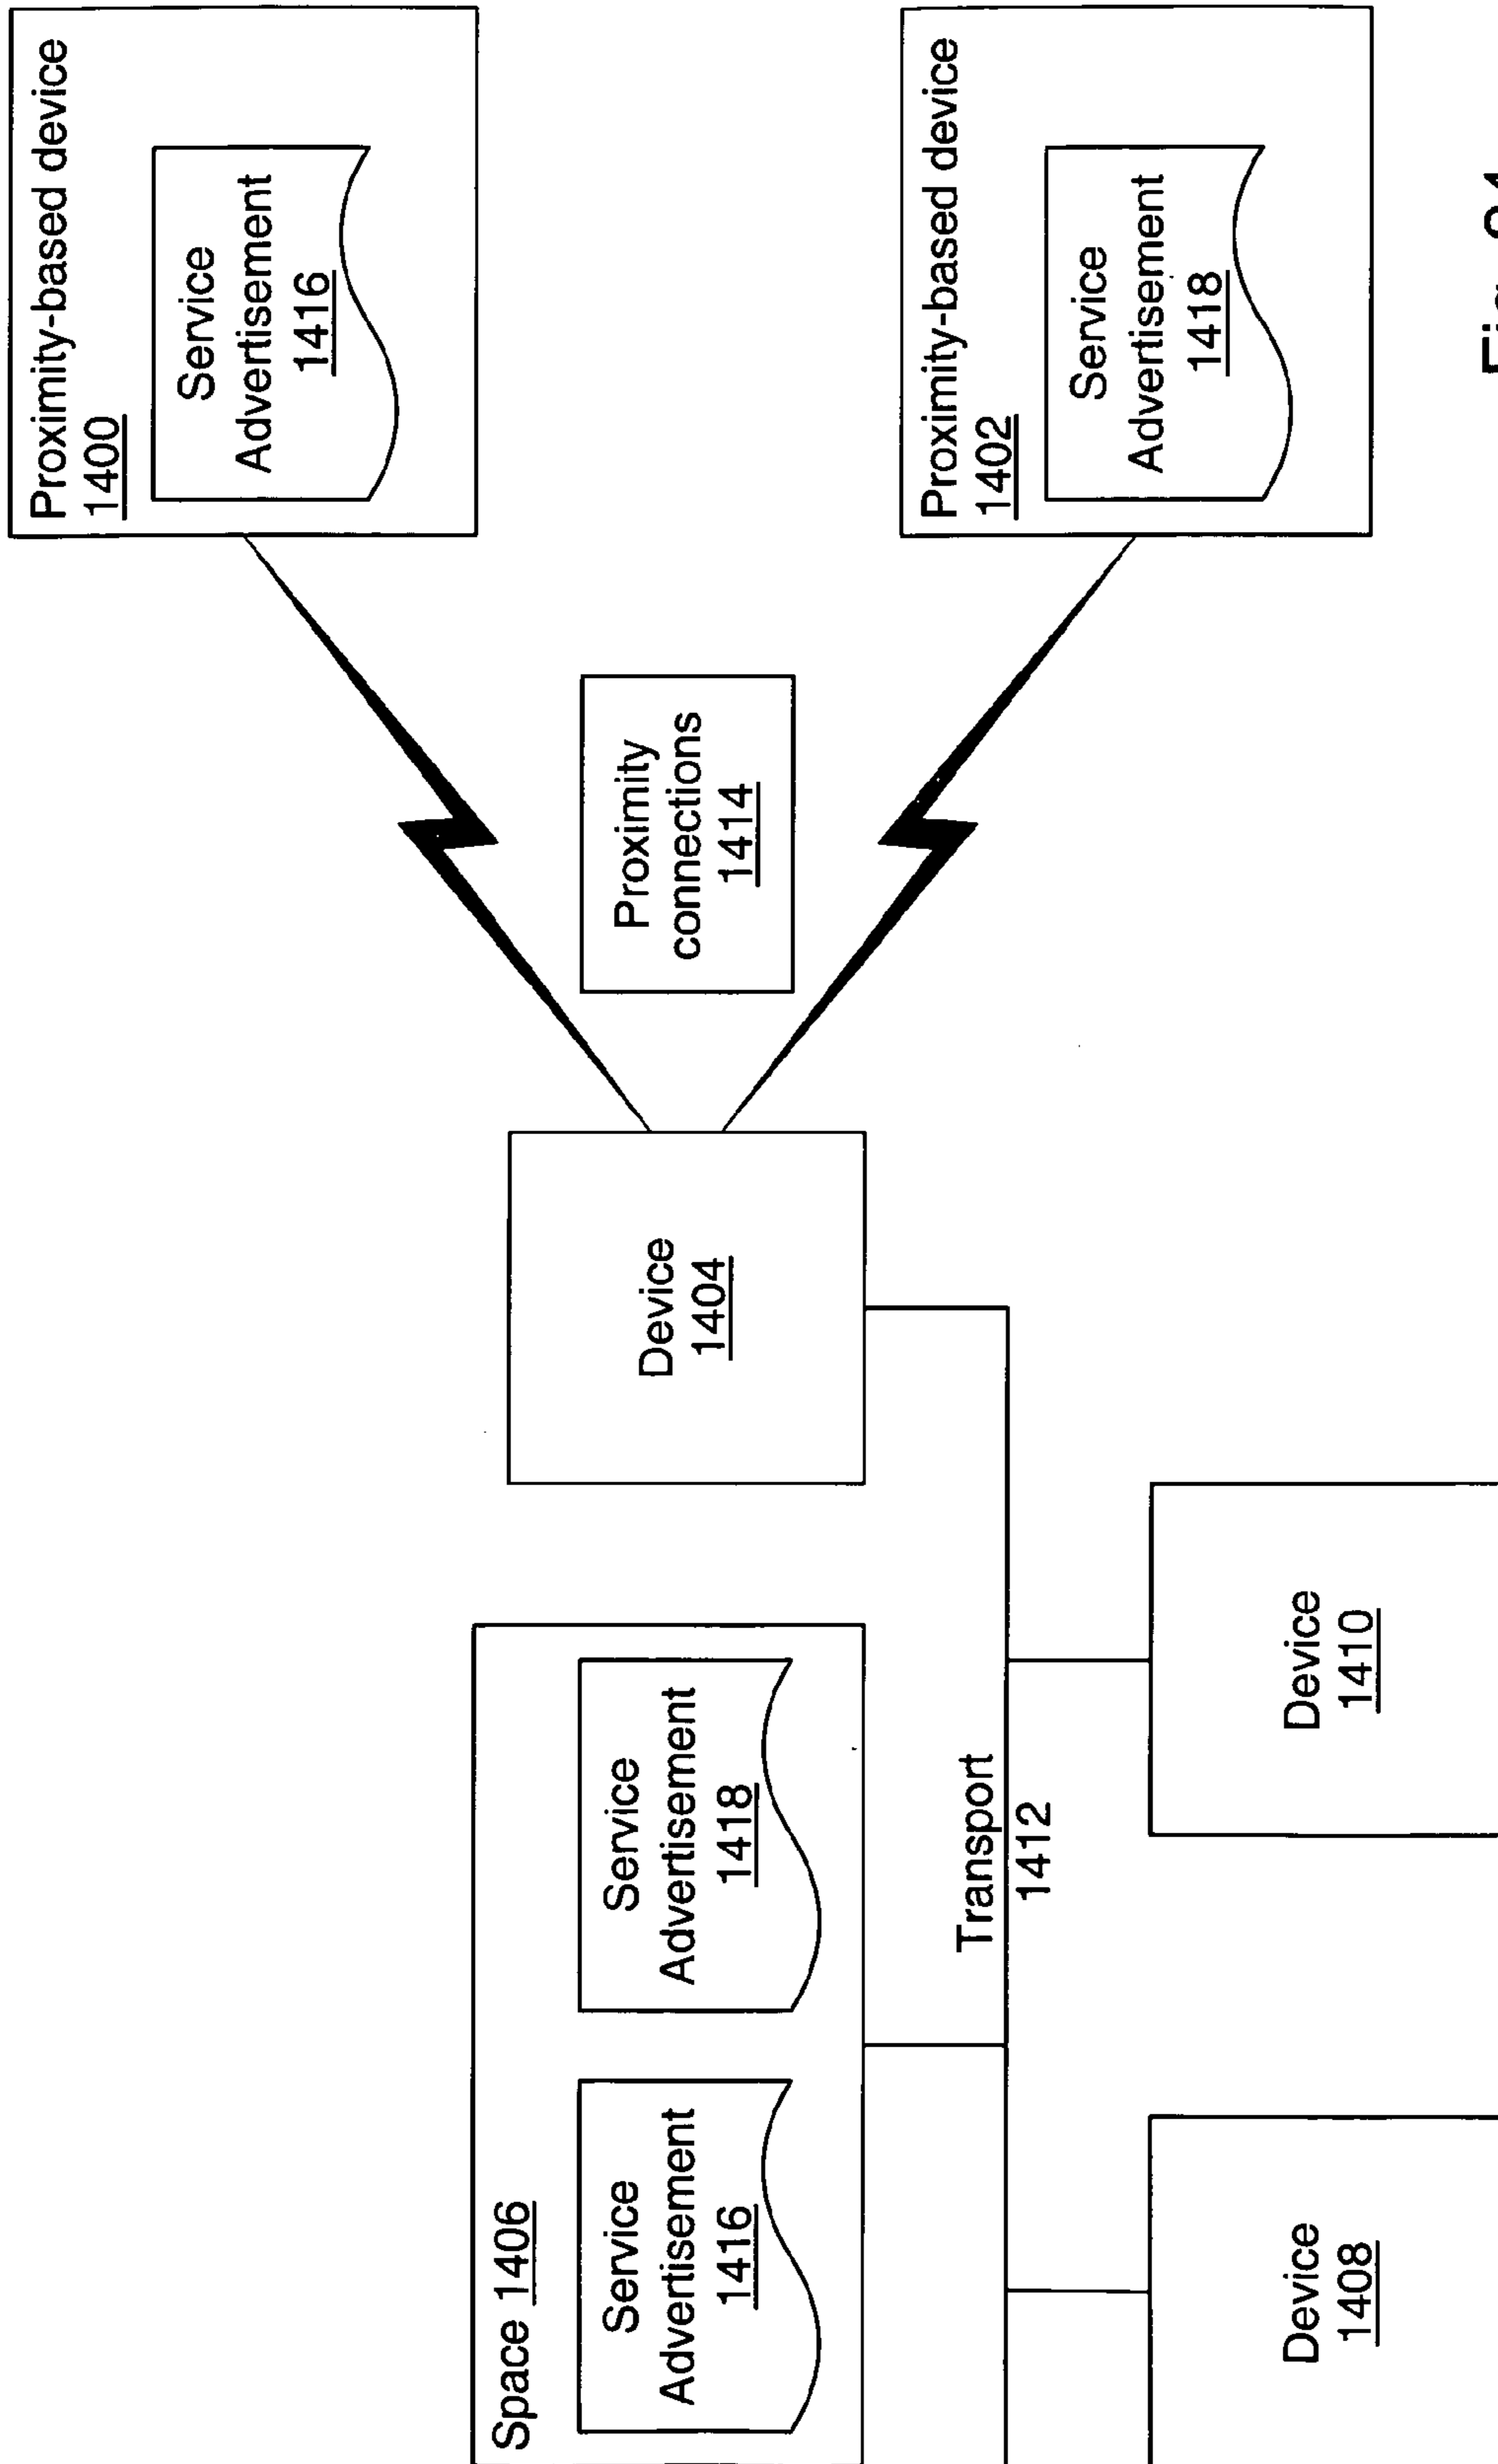 Proximity-based device
1400
Service
Advertisement
1416
Space 1406
Service
Advertisement
1416
Service
Advertisement
1418
Device
1404
Proximity
connections
1414
Transport
1412
Proximity-based device
1402
Service
Advertisement
1418
Device
1408
Device
1410